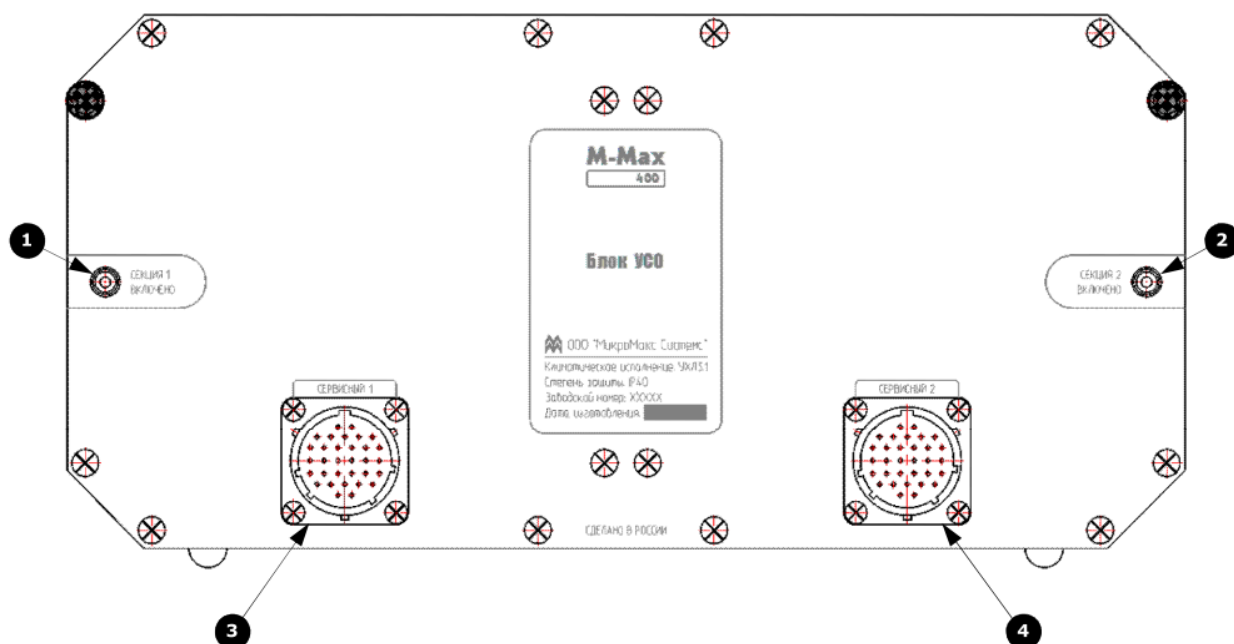 M-Max
400
Блок УСО
1
2
СЕКЦИЯ 1
ВКЛЮЧЕНО
СЕКЦИЯ 2
ВКЛЮЧЕНО
ООО "МикроМакс Системс"
Климатическое исполнение: УХЛ3.1
Степень защиты: IP40
Заводской номер: XXXXX
Дата изготовления:
СЕРВИСНЫЙ 1
СЕРВИСНЫЙ 2
СДЕЛАНО В РОССИИ
3
4